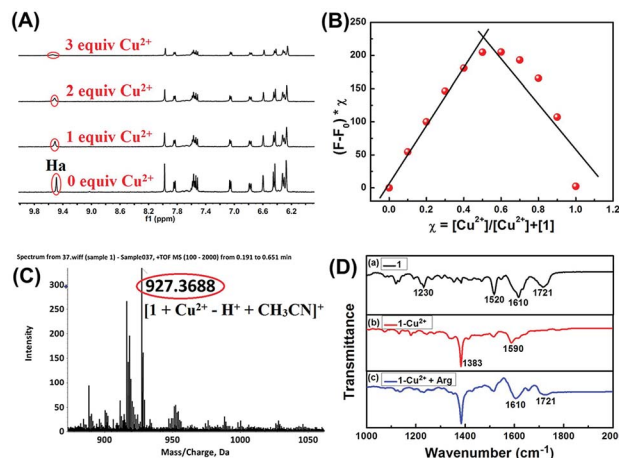 (A)
3 equiv Cu²⁺
2 equiv Cu²⁺
1 equiv Cu²⁺
Ha
0 equiv Cu²⁺
9.8 9.4 9.0 8.6 8.2 7.8 7.4 7.0 6.6 6.2
f1 (ppm)
(B)
(F-F₀) * χ
250
200
150
100
50
0
0.0 0.2 0.4 0.6 0.8 1.0 1.2
χ = [Cu²⁺]/[Cu²⁺]+[1]
Spectrum from 37.wiff (sample 1) - Sample037, +TOF MS (100 - 2000) from 0.191 to 0.651 min
(C)
927.3688
[1 + Cu²⁺ - H⁺ + CH₃CN]⁺
Intensity
300
200
100
0
900 950 1000 1050
Mass/Charge, Da
(D)
Transmittance
(a) 1
1230 1520 1610 1721
(b) 1-Cu²⁺
1383 1590
(c) 1-Cu²⁺ + Arg
1610 1721
1000 1200 1400 1600 1800 200
Wavenumber (cm⁻¹)